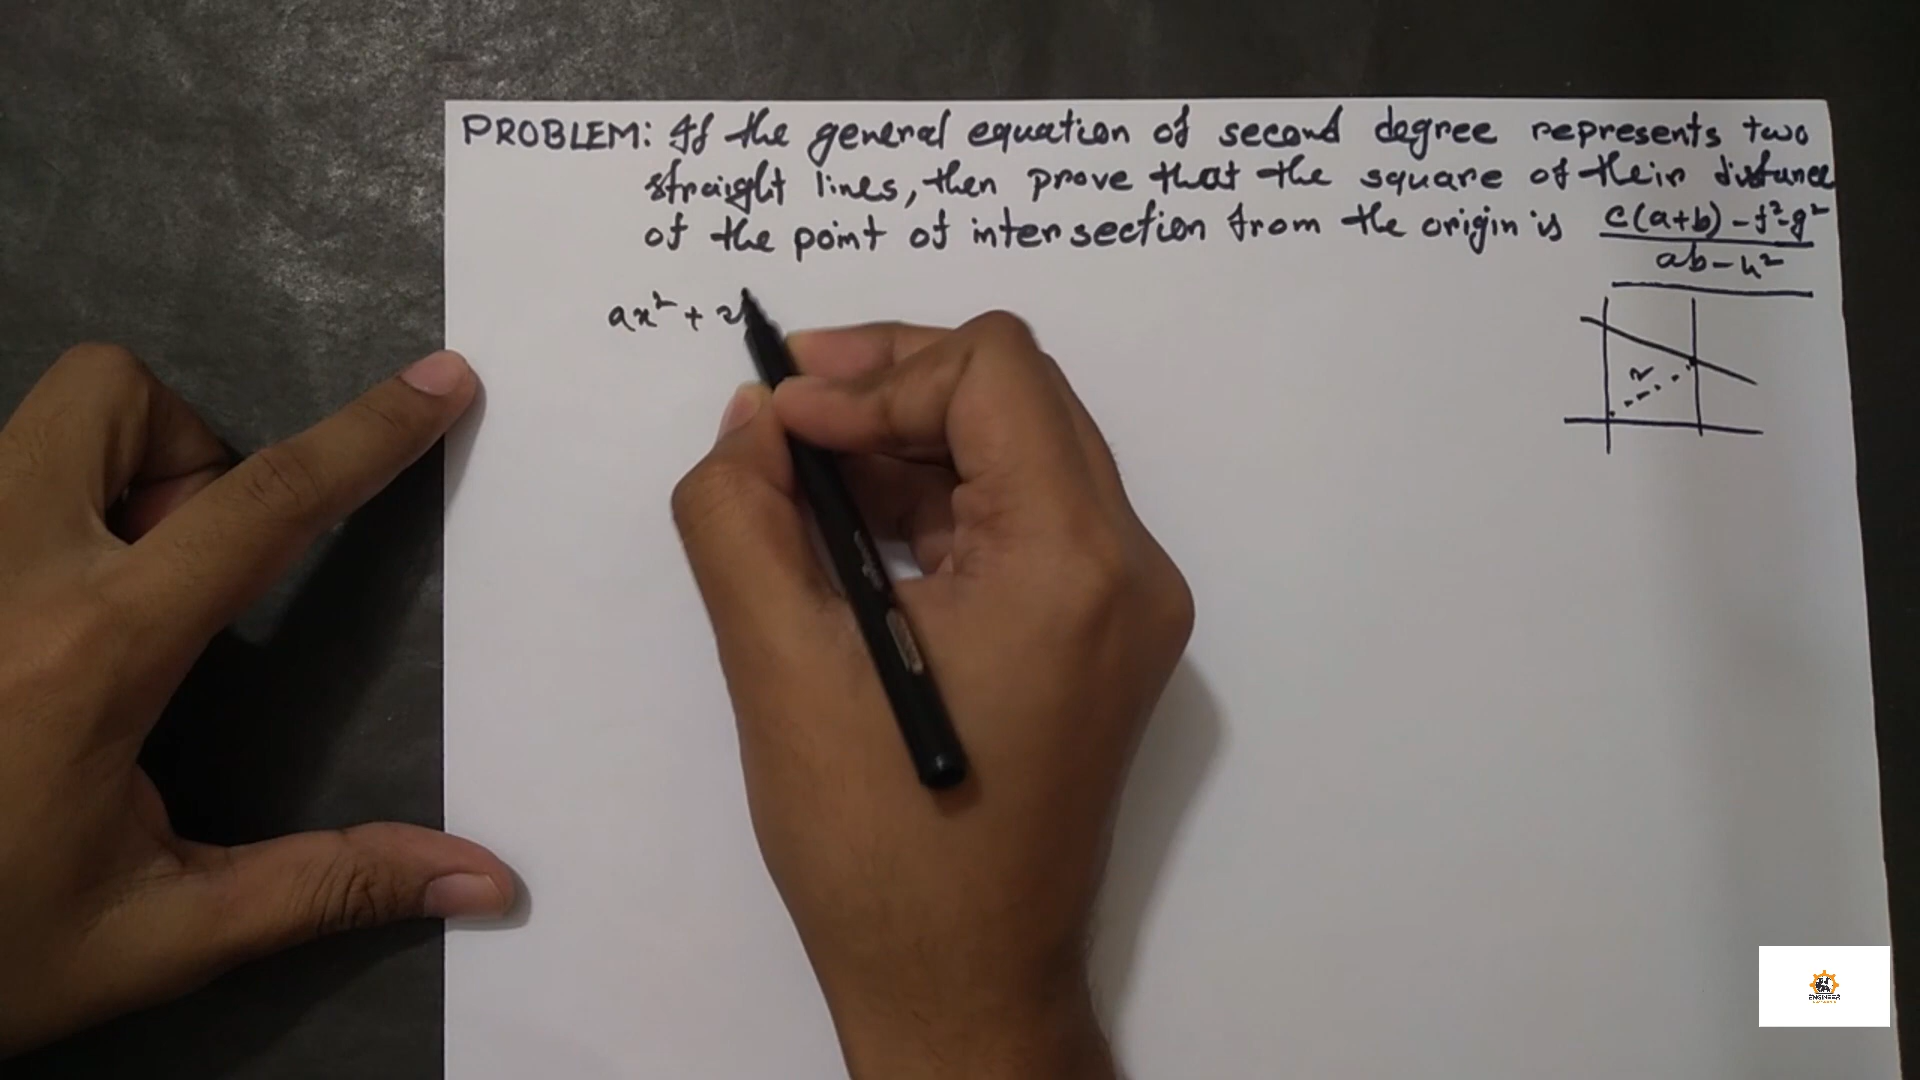 PROBLEM: If the general equation of second degree represents two
straight lines, then prove that the square of their distance
of the point of intersection from the origin is c(a+b) - f² - g² / ab - h²
ax² + 2
r
ENGINEER